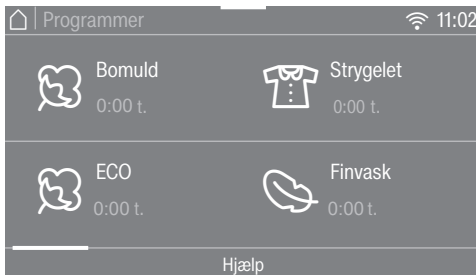 Programmer 11:02
Bomuld
0:00 t.
Strygelet
0:00 t.
ECO
0:00 t.
Finvask
0:00 t.
Hjælp